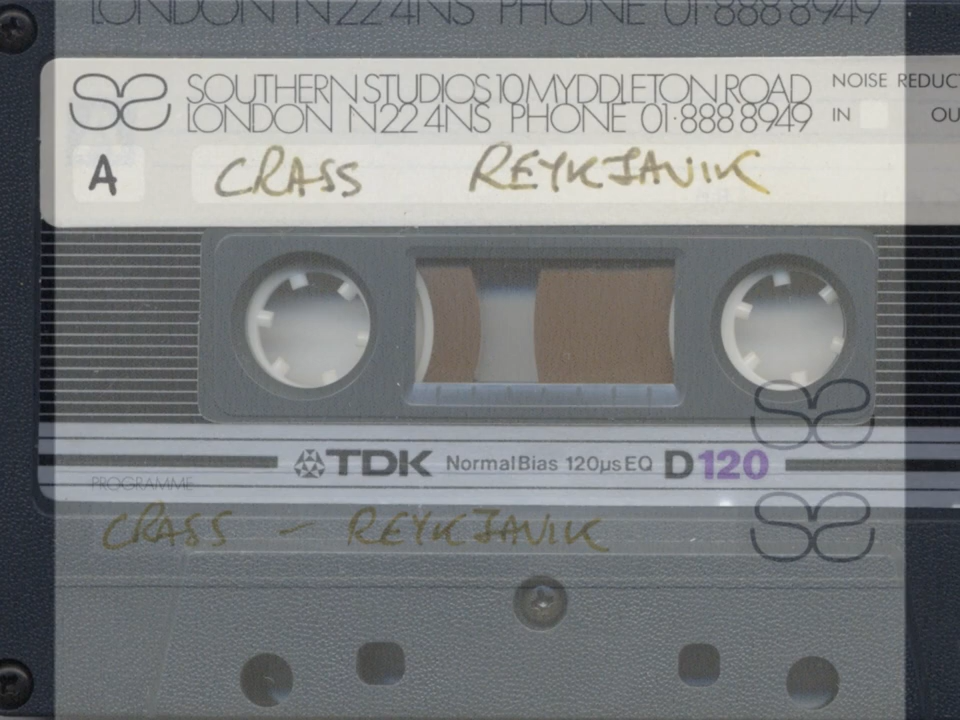 LONDON N22 4NS PHONE 01·888 8949
SOUTHERN STUDIOS 10 MYDDLETON ROAD
LONDON N22 4NS PHONE 01·888 8949
NOISE REDUCT
IN OU
A CRASS REYKJAVIK
TDK Normal Bias 120µs EQ D120
PROGRAMME
CRASS – REYKJAVIK